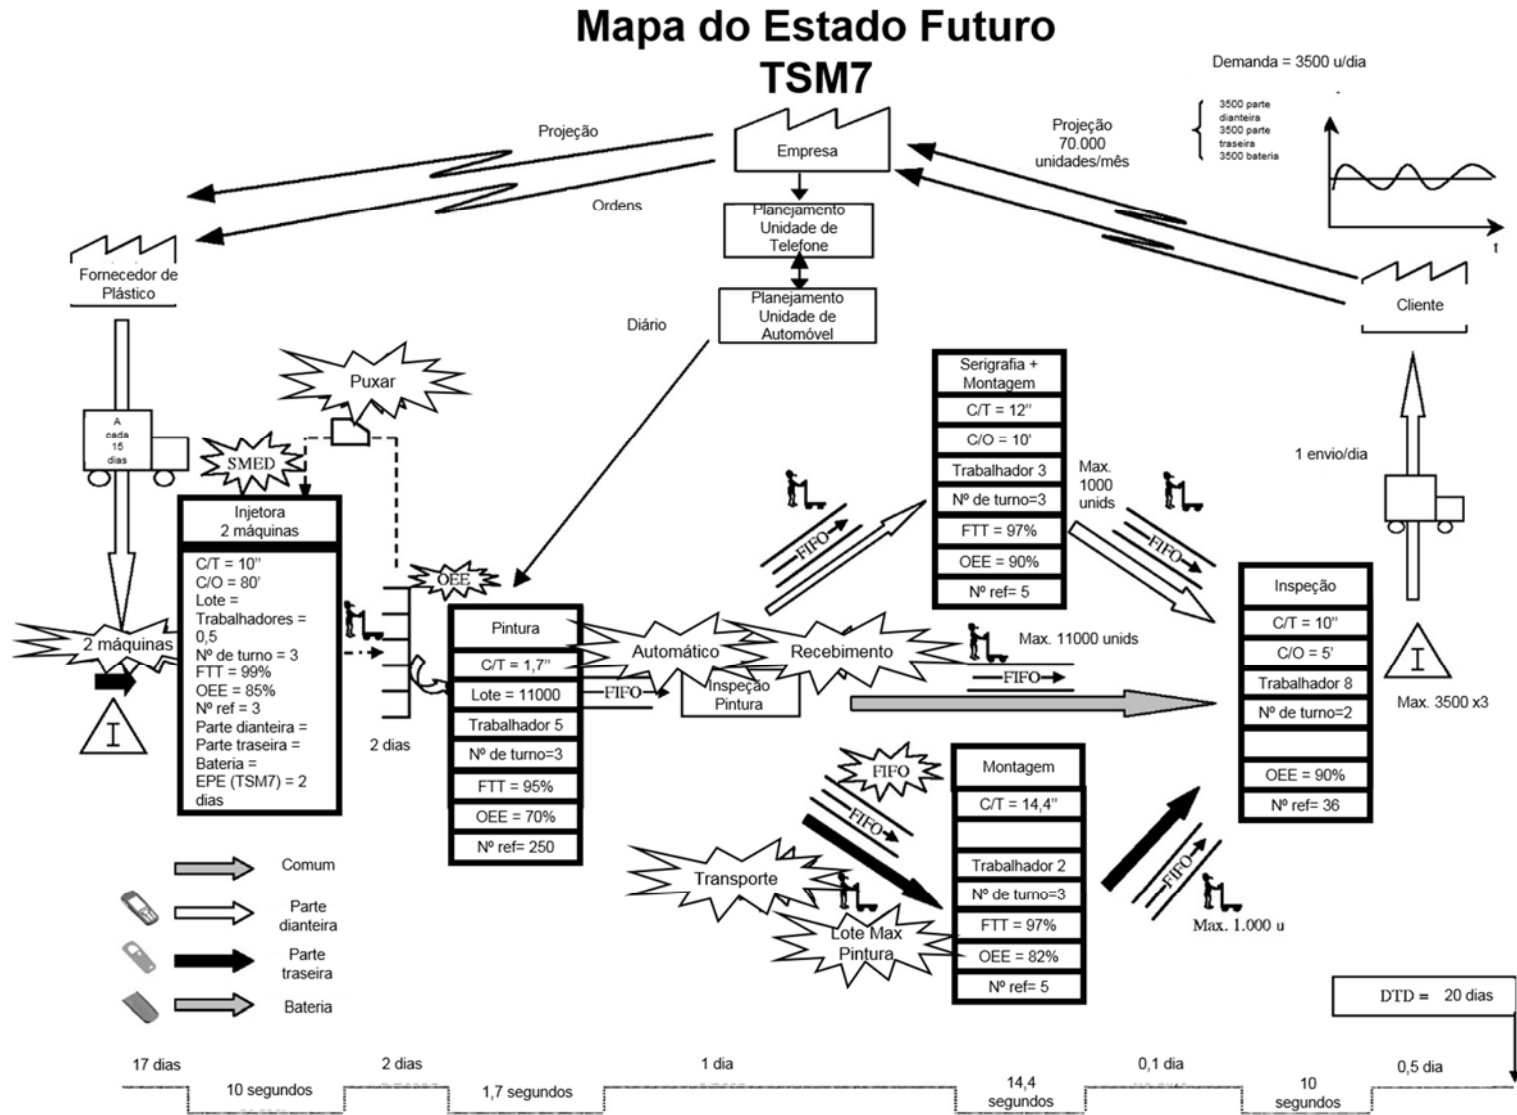 Mapa do Estado Futuro
TSM7
Demanda = 3500 u/dia
3500 parte
dianteira
3500 parte
traseira
3500 bateria
t
Projeção
Ordens
Empresa
Projeção
70.000
unidades/mês
Planejamento
Unidade de
Telefone
Planejamento
Unidade de
Automóvel
Diário
Fornecedor de
Plástico
Cliente
A
cada
15
dias
1 envio/dia
Puxar
SMED
2 máquinas
I
Injetora
2 máquinas
C/T = 10"
C/O = 80'
Lote =
Trabalhadores =
0,5
Nº de turno = 3
FTT = 99%
OEE = 85%
Nº ref = 3
Parte dianteira =
Parte traseira =
Bateria =
EPE (TSM7) = 2
dias
2 dias
OEE
Pintura
C/T = 1,7"
Lote = 11000
Trabalhador 5
Nº de turno=3
FTT = 95%
OEE = 70%
Nº ref= 250
FIFO
Automático
Recebimento
Inspeção
Pintura
FIFO
Serigrafia +
Montagem
C/T = 12"
C/O = 10'
Trabalhador 3
Nº de turno=3
FTT = 97%
OEE = 90%
Nº ref= 5
Max.
1000
unids
FIFO
Max. 11000 unids
FIFO
FIFO
FIFO
Transporte
Lote Max
Pintura
Montagem
C/T = 14,4"
Trabalhador 2
Nº de turno=3
FTT = 97%
OEE = 82%
Nº ref= 5
FIFO
Max. 1.000 u
Inspeção
C/T = 10"
C/O = 5'
Trabalhador 8
Nº de turno=2
OEE = 90%
Nº ref= 36
I
Max. 3500 x3
Comum
Parte
dianteira
Parte
traseira
Bateria
DTD = 20 dias
17 dias
10 segundos
2 dias
1,7 segundos
1 dia
14,4
segundos
0,1 dia
10
segundos
0,5 dia